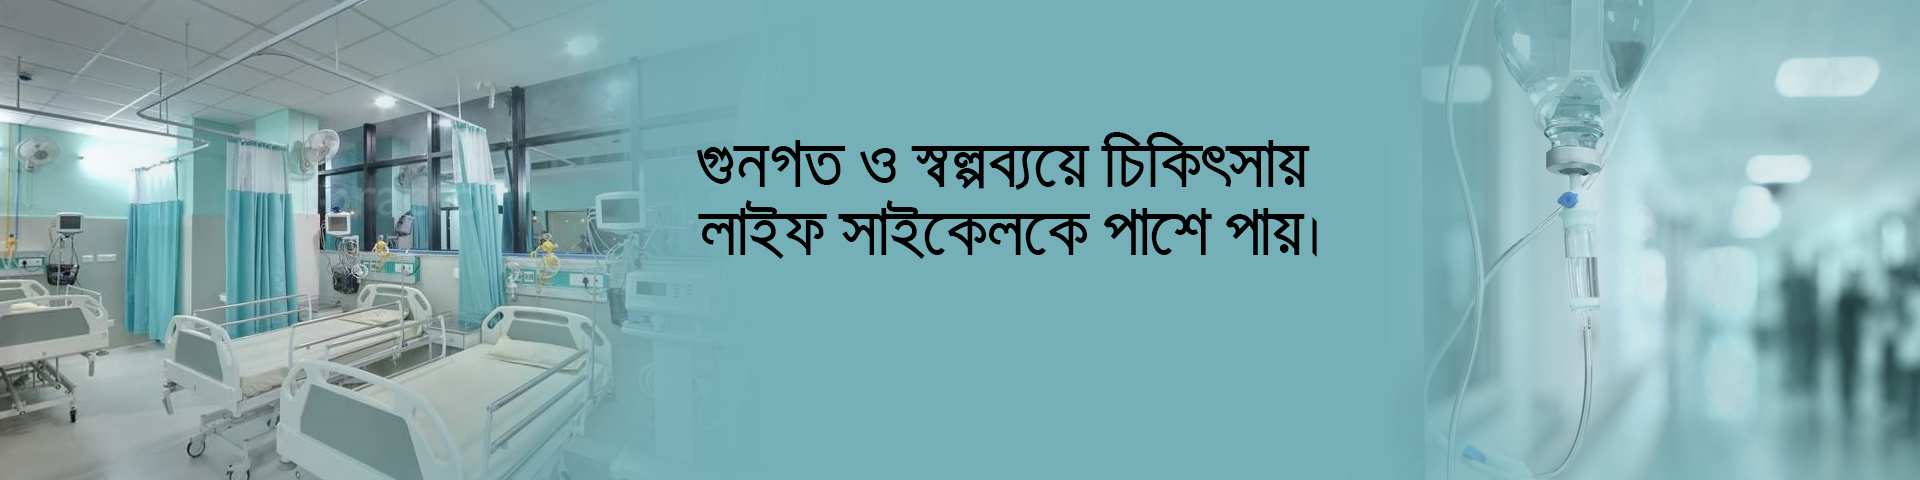 গুনগত ও স্বল্পব্যয়ে চিকিৎসায়
লাইফ সাইকেলকে পাশে পায়।